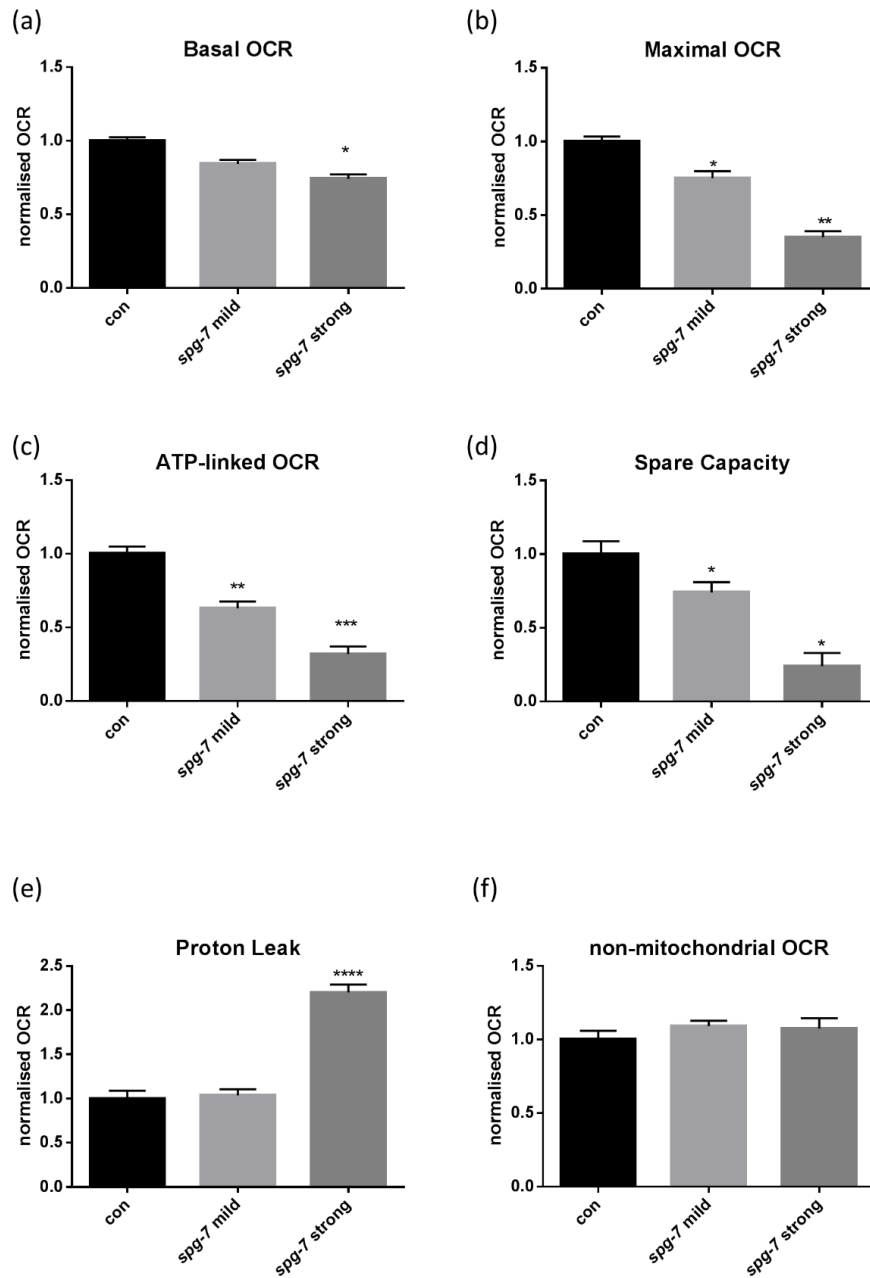 (a)
Basal OCR
normalised OCR
1.5
1.0
0.5
0.0
*
con
spg-7 mild
spg-7 strong
(b)
Maximal OCR
normalised OCR
1.5
1.0
0.5
0.0
*
**
con
spg-7 mild
spg-7 strong
(c)
ATP-linked OCR
normalised OCR
1.5
1.0
0.5
0.0
**
***
con
spg-7 mild
spg-7 strong
(d)
Spare Capacity
normalised OCR
1.5
1.0
0.5
0.0
*
*
con
spg-7 mild
spg-7 strong
(e)
Proton Leak
normalised OCR
2.5
2.0
1.5
1.0
0.5
0.0
****
con
spg-7 mild
spg-7 strong
(f)
non-mitochondrial OCR
normalised OCR
1.5
1.0
0.5
0.0
con
spg-7 mild
spg-7 strong